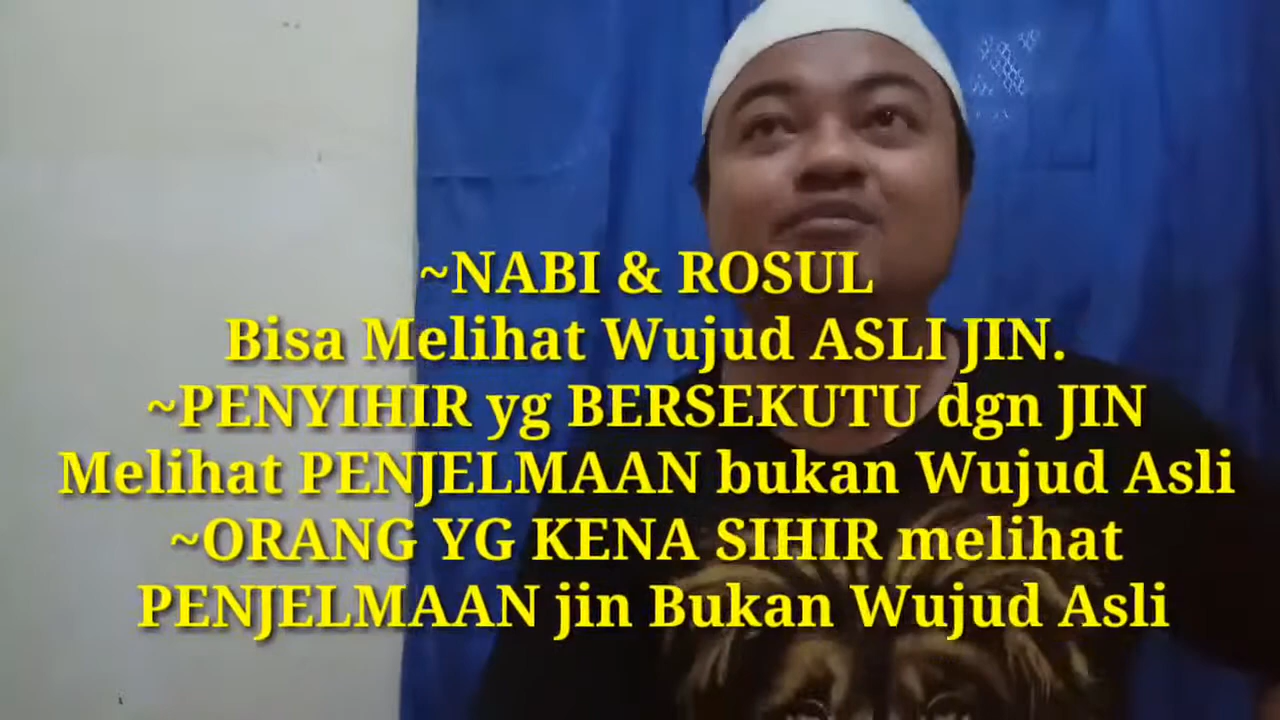 ~NABI & ROSUL
Bisa Melihat Wujud ASLI JIN.
~PENYIHIR yg BERSEKUTU dgn JIN
Melihat PENJELMAAN bukan Wujud Asli
~ORANG YG KENA SIHIR melihat
PENJELMAAN jin Bukan Wujud Asli